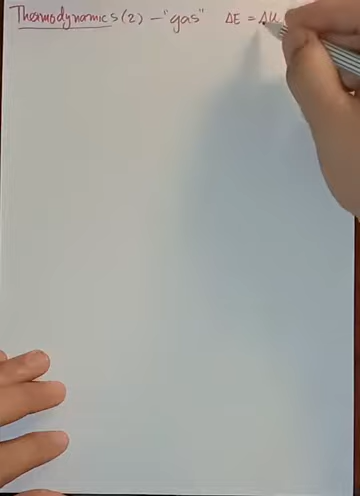 Thermodynamics (2) - "gas" ΔE = ΔU